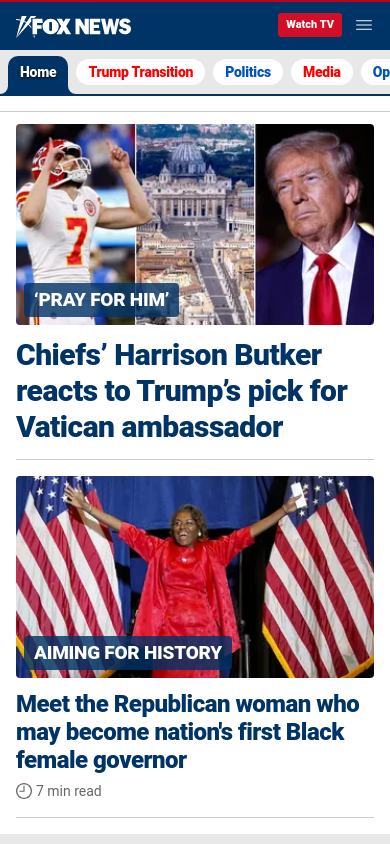 FOX NEWS
Watch TV
Home
Trump Transition
Politics
Media
Op
7
‘PRAY FOR HIM’
Chiefs’ Harrison Butker
reacts to Trump’s pick for
Vatican ambassador
AIMING FOR HISTORY
Meet the Republican woman who
may become nation's first Black
female governor
7 min read